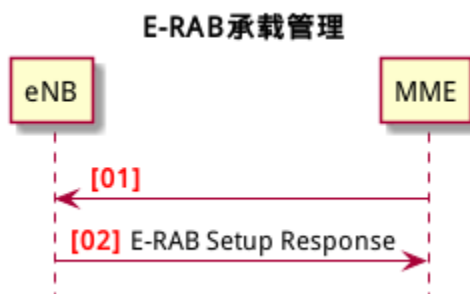 E-RAB承载管理
eNB
MME
[01]
[02] E-RAB Setup Response